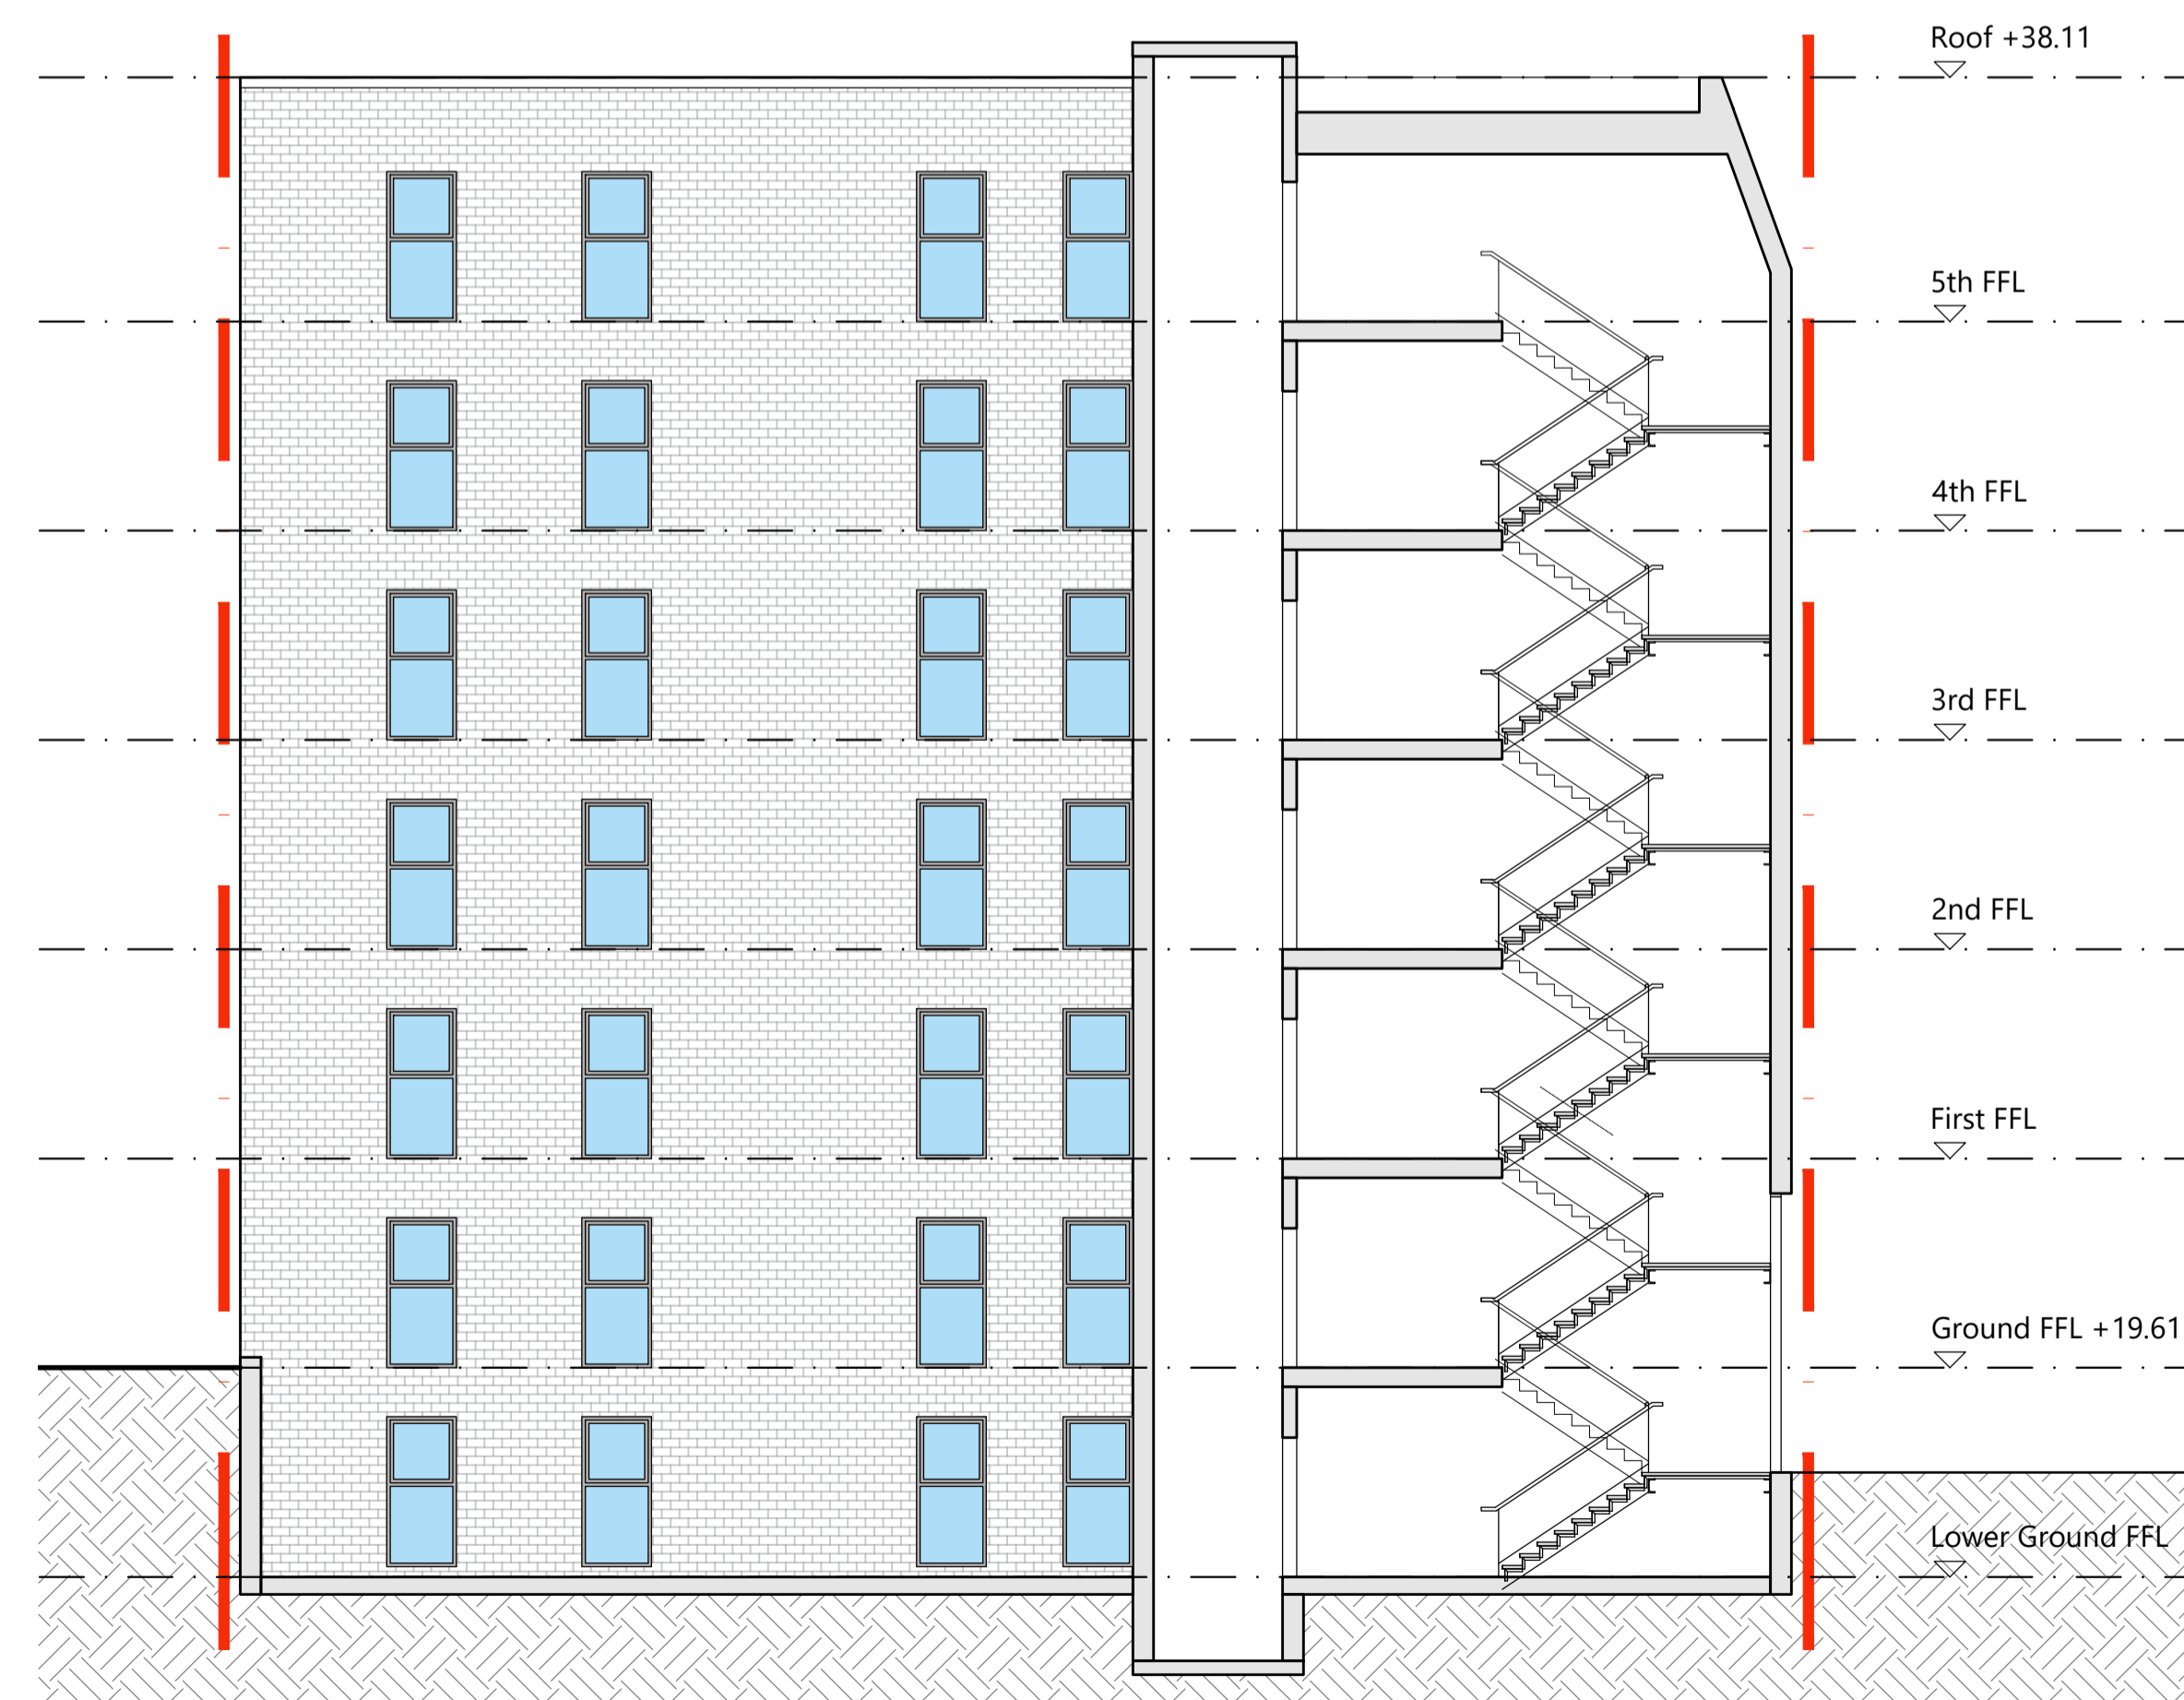 Roof +38.11
5th FFL
4th FFL
3rd FFL
2nd FFL
First FFL
Ground FFL +19.61
Lower Ground FFL